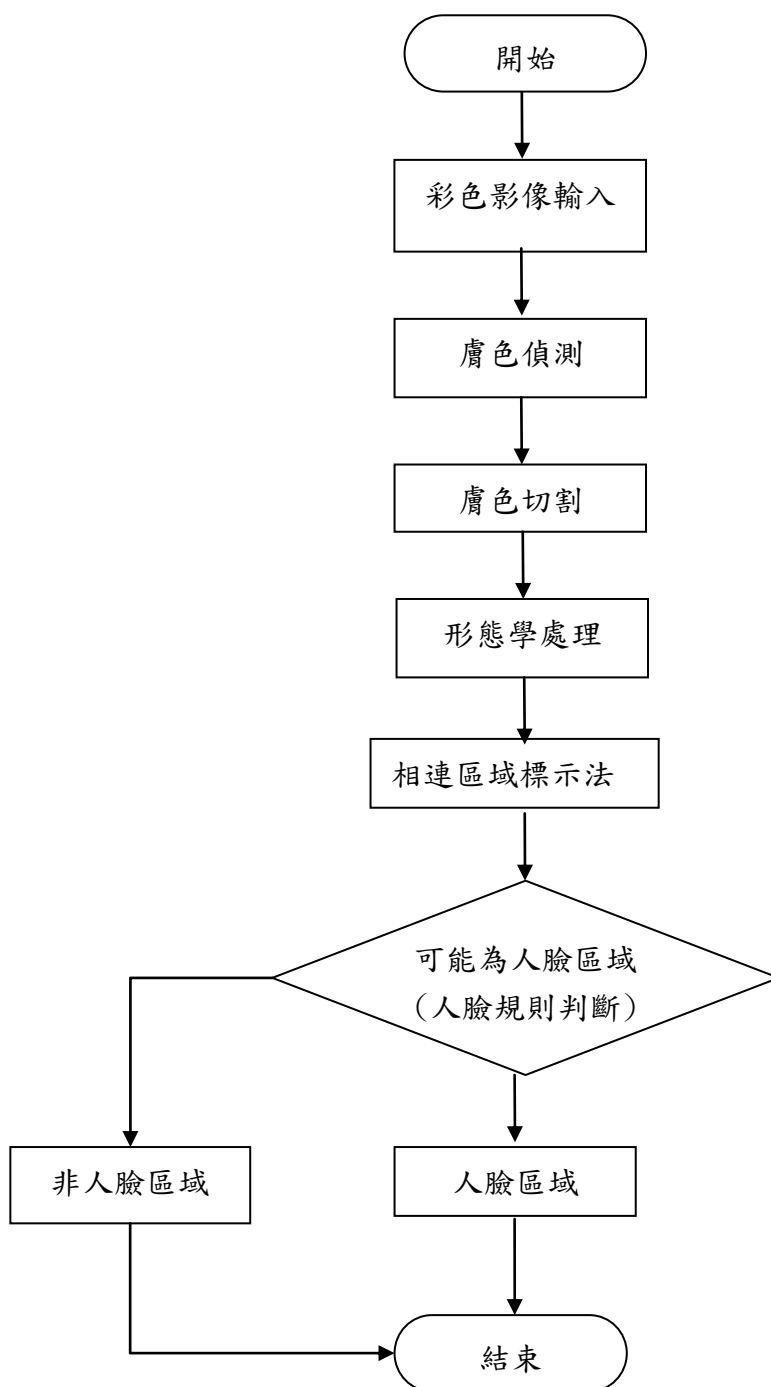 開始
彩色影像輸入
膚色偵測
膚色切割
形態學處理
相連區域標示法
可能為人臉區域
（人臉規則判斷）
非人臉區域
人臉區域
結束